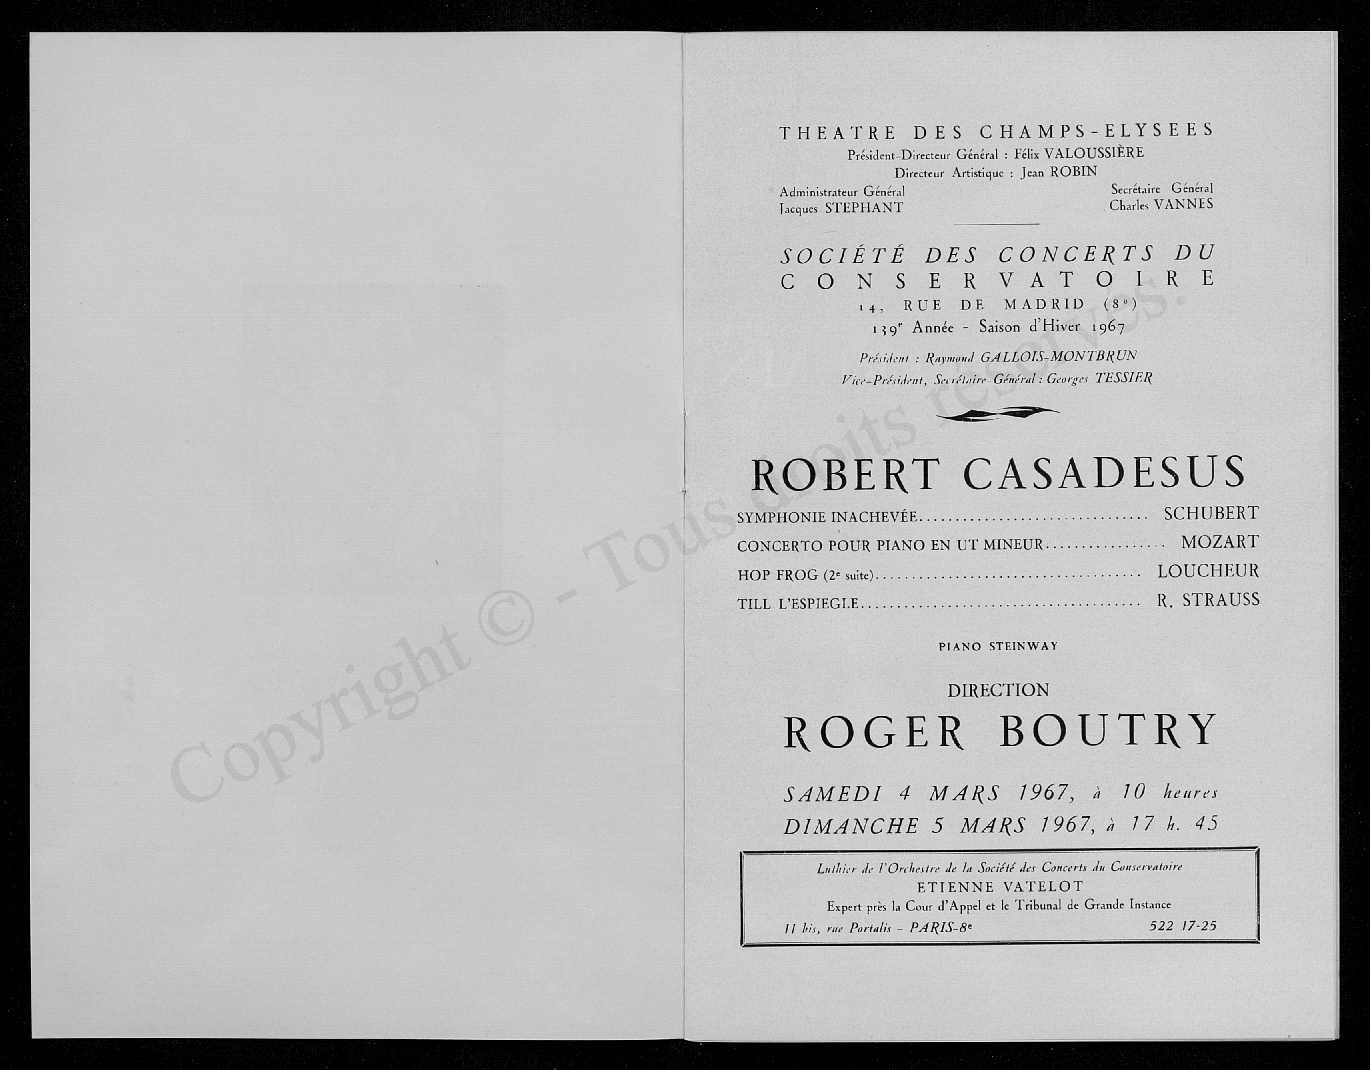 THEATRE DES CHAMPS-ELYSEES
Président-Directeur Général : Félix VALOUSSIÈRE
Directeur Artistique : Jean ROBIN
Administrateur Général
Jacques STEPHANT
Secrétaire Général
Charles VANNES
SOCIÉTÉ DES CONCERTS DU
CONSERVATOIRE
14, RUE DE MADRID (8e)
139e Année - Saison d'Hiver 1967
Président : Raymond GALLOIS-MONTBRUN
Vice-Président, Secrétaire Général : Georges TESSIER
ROBERT CASADESUS
SYMPHONIE INACHEVÉE................................ SCHUBERT
CONCERTO POUR PIANO EN UT MINEUR................. MOZART
HOP FROG (2e suite)..................................... LOUCHEUR
TILL L'ESPIEGLE....................................... R. STRAUSS
PIANO STEINWAY
DIRECTION
ROGER BOUTRY
SAMEDI 4 MARS 1967, à 10 heures
DIMANCHE 5 MARS 1967, à 17 h. 45
Luthier de l'Orchestre de la Société des Concerts du Conservatoire
ETIENNE VATELOT
Expert près la Cour d'Appel et le Tribunal de Grande Instance
11 bis, rue Portalis - PARIS-8e 522 17-25
Copyright © - Tous droits réservés.